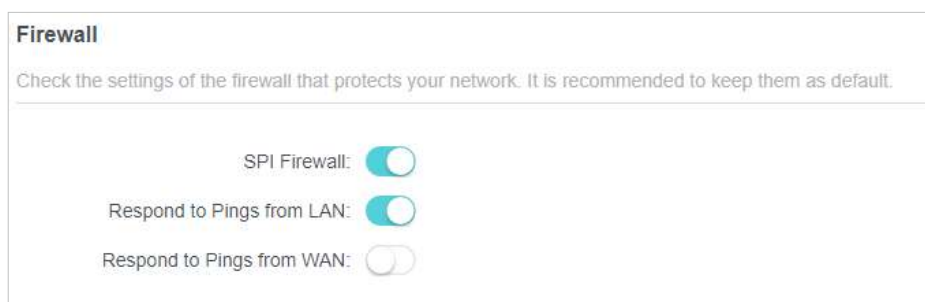 Firewall
Check the settings of the firewall that protects your network. It is recommended to keep them as default.
SPI Firewall:
Respond to Pings from LAN:
Respond to Pings from WAN: